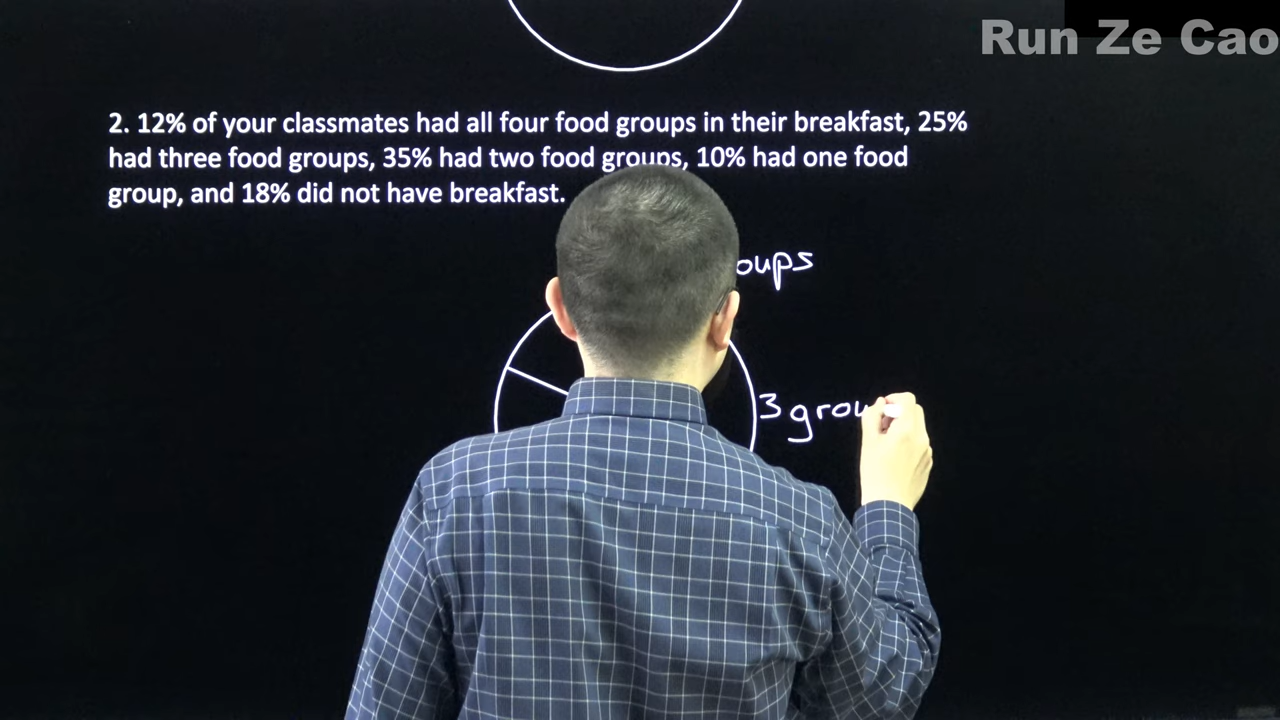 Run Ze Cao
2. 12% of your classmates had all four food groups in their breakfast, 25%
had three food groups, 35% had two food groups, 10% had one food
group, and 18% did not have breakfast.
oups
3 grou